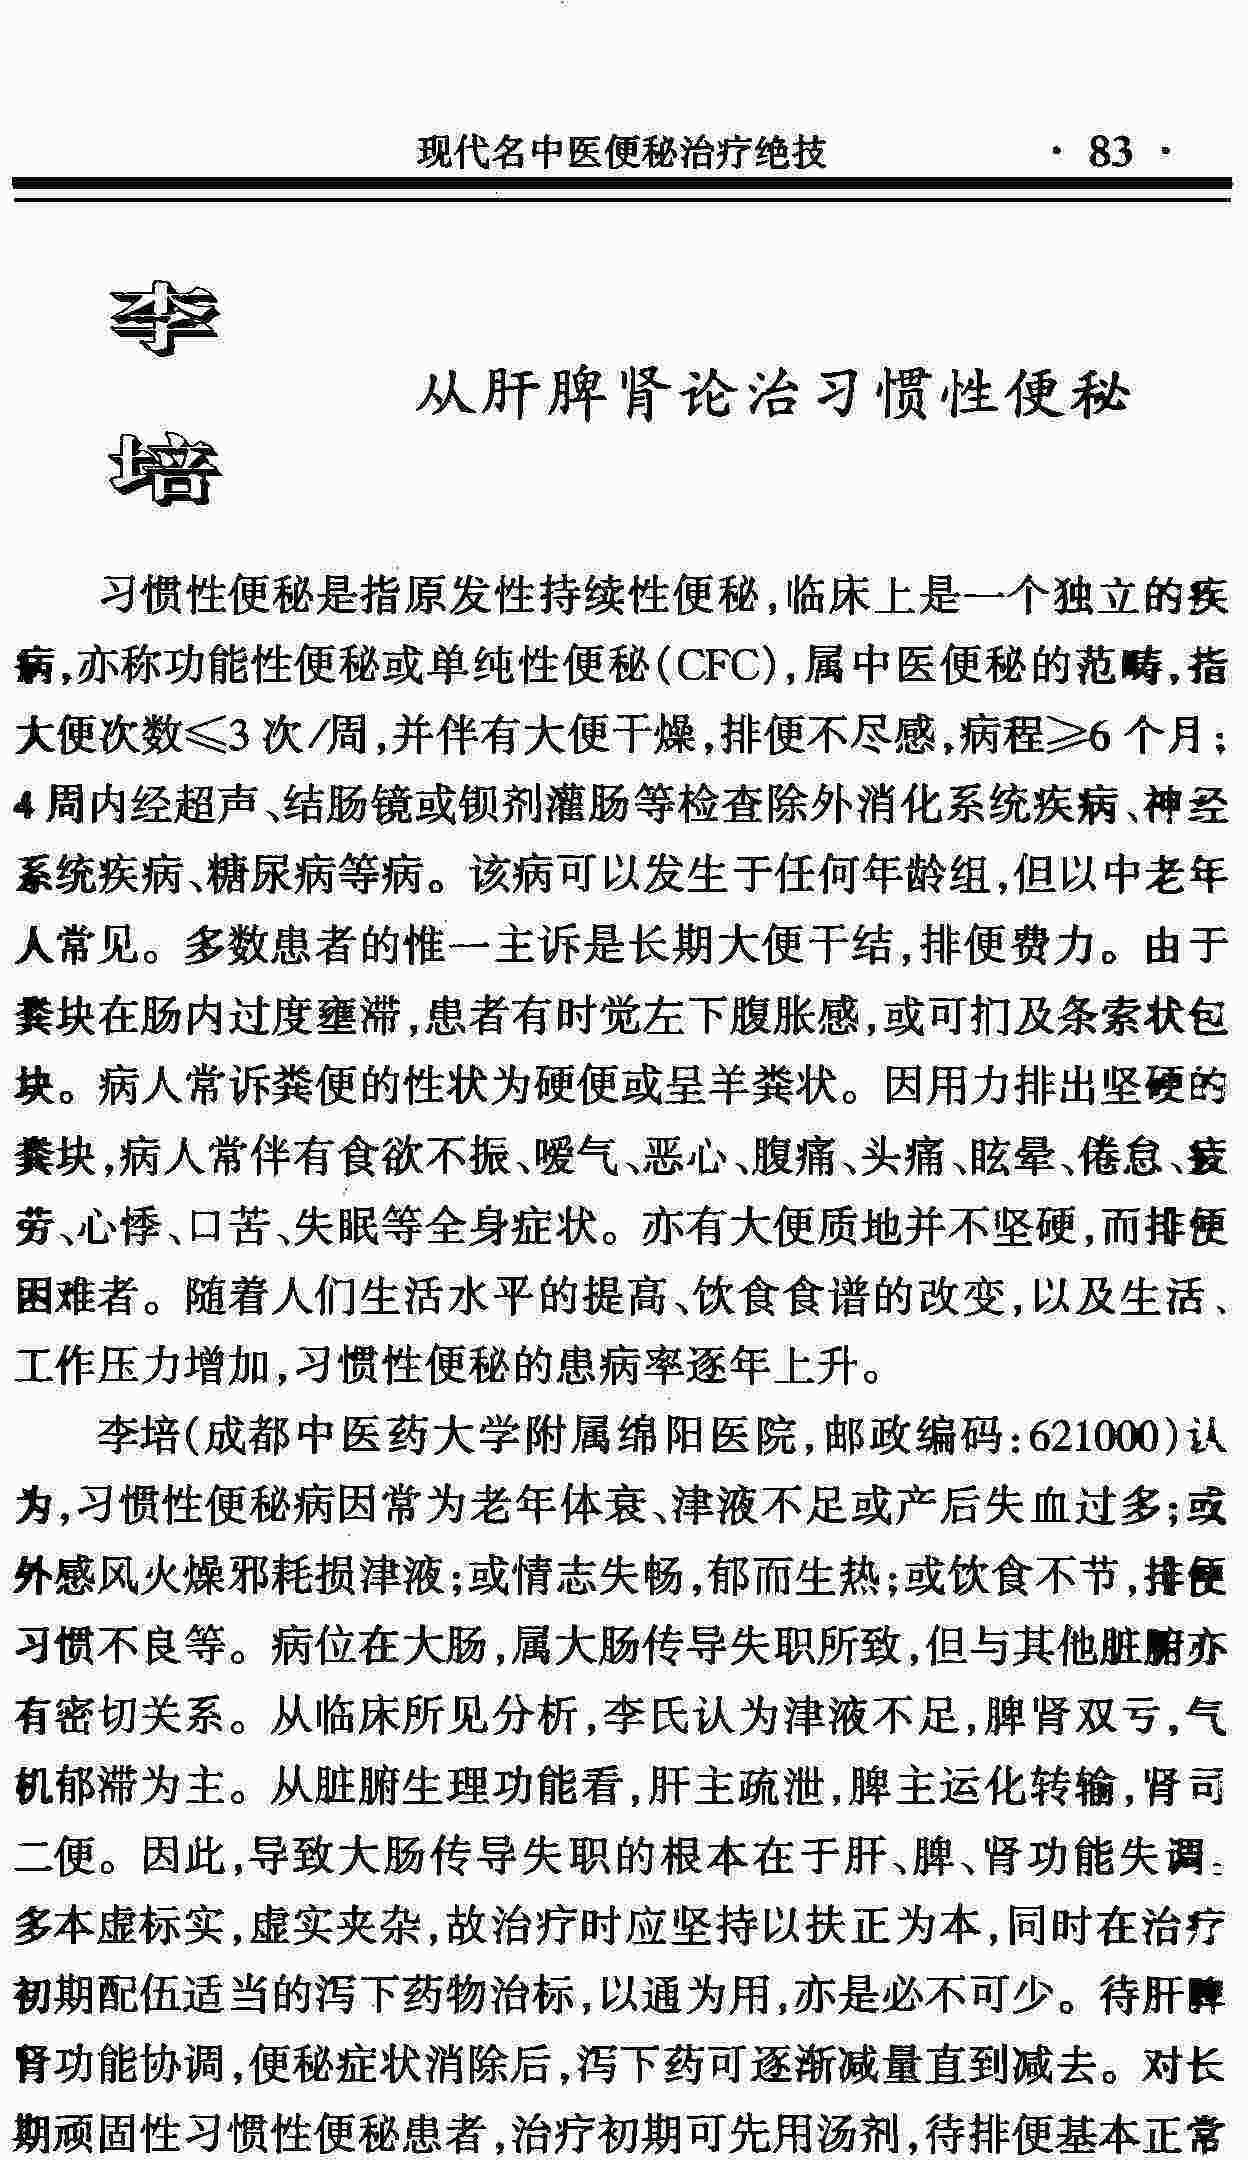 现代名中医便秘治疗绝技 · 83 ·
李
培
从肝脾肾论治习惯性便秘
习惯性便秘是指原发性持续性便秘,临床上是一个独立的疾
病,亦称功能性便秘或单纯性便秘(CFC),属中医便秘的范畴,指
大便次数≤3 次/周,并伴有大便干燥,排便不尽感,病程≥6 个月;
4 周内经超声、结肠镜或钡剂灌肠等检查除外消化系统疾病、神经
系统疾病、糖尿病等病。该病可以发生于任何年龄组,但以中老年
人常见。多数患者的惟一主诉是长期大便干结,排便费力。由于
粪块在肠内过度壅滞,患者有时觉左下腹胀感,或可扪及条索状包
块。病人常诉粪便的性状为硬便或呈羊粪状。因用力排出坚硬的
粪块,病人常伴有食欲不振、嗳气、恶心、腹痛、头痛、眩晕、倦怠、疲
劳、心悸、口苦、失眠等全身症状。亦有大便质地并不坚硬,而排便
困难者。随着人们生活水平的提高、饮食食谱的改变,以及生活、
工作压力增加,习惯性便秘的患病率逐年上升。
李培(成都中医药大学附属绵阳医院,邮政编码:621000)认
为,习惯性便秘病因常为老年体衰、津液不足或产后失血过多;或
外感风火燥邪耗损津液;或情志失畅,郁而生热;或饮食不节,排便
习惯不良等。病位在大肠,属大肠传导失职所致,但与其他脏腑亦
有密切关系。从临床所见分析,李氏认为津液不足,脾肾双亏,气
机郁滞为主。从脏腑生理功能看,肝主疏泄,脾主运化转输,肾司
二便。因此,导致大肠传导失职的根本在于肝、脾、肾功能失调。
多本虚标实,虚实夹杂,故治疗时应坚持以扶正为本,同时在治疗
初期配伍适当的泻下药物治标,以通为用,亦是必不可少。待肝脾
肾功能协调,便秘症状消除后,泻下药可逐渐减量直到减去。对长
期顽固性习惯性便秘患者,治疗初期可先用汤剂,待排便基本正常